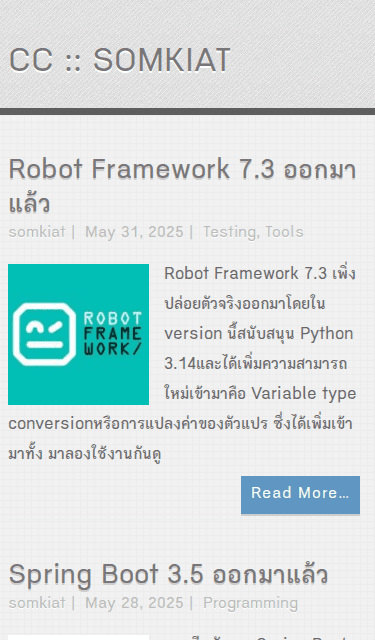 CC :: SOMKIAT
Robot Framework 7.3 ออกมา
แล้ว
somkiat | May 31, 2025 | Testing, Tools
Robot Framework 7.3 เพิ่ง
ปล่อยตัวจริงออกมาโดยใน
version นี้สนับสนุน Python
3.14และได้เพิ่มความสามารถ
ใหม่เข้ามาคือ Variable type
conversionหรือการแปลงค่าของตัวแปร ซึ่งได้เพิ่มเข้า
มาทั้ง มาลองใช้งานกันดู
ROBOT
FRAME
WORK/
Read More...
Spring Boot 3.5 ออกมาแล้ว
somkiat | May 28, 2025 | Programming